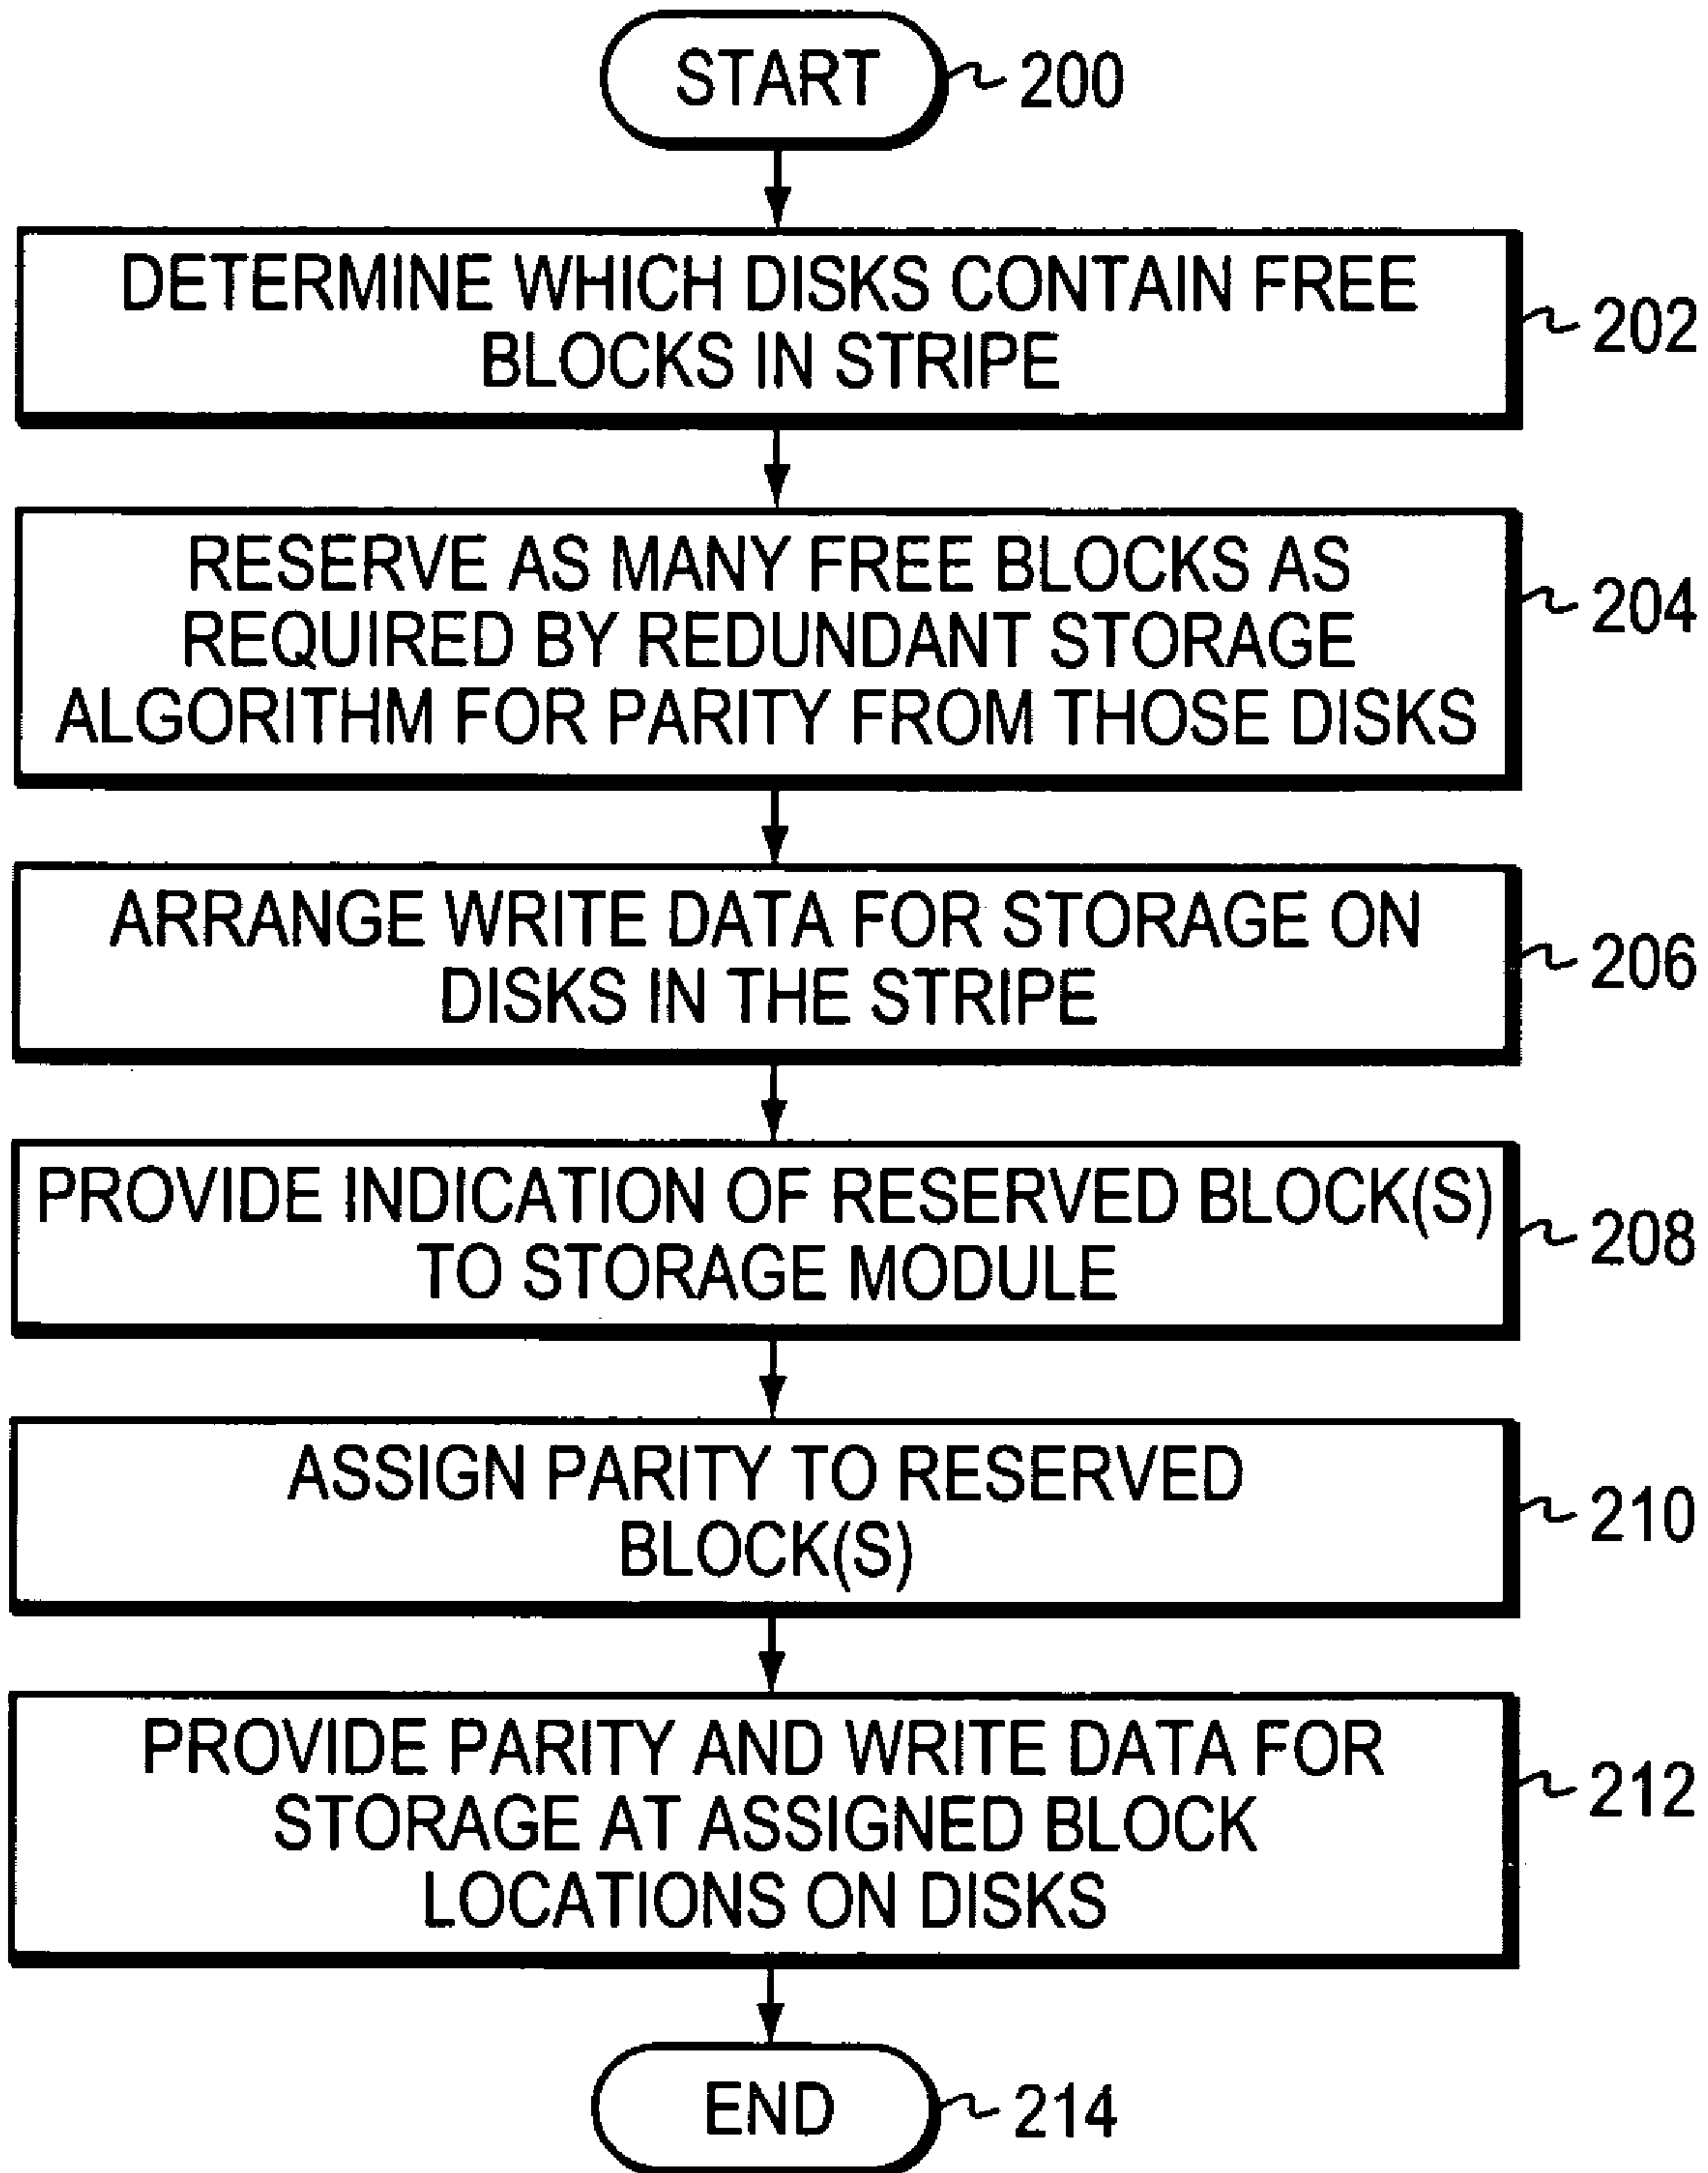 START
200
DETERMINE WHICH DISKS CONTAIN FREE
BLOCKS IN STRIPE
202
RESERVE AS MANY FREE BLOCKS AS
REQUIRED BY REDUNDANT STORAGE
ALGORITHM FOR PARITY FROM THOSE DISKS
204
ARRANGE WRITE DATA FOR STORAGE ON
DISKS IN THE STRIPE
206
PROVIDE INDICATION OF RESERVED BLOCK(S)
TO STORAGE MODULE
208
ASSIGN PARITY TO RESERVED
BLOCK(S)
210
PROVIDE PARITY AND WRITE DATA FOR
STORAGE AT ASSIGNED BLOCK
LOCATIONS ON DISKS
212
END
214